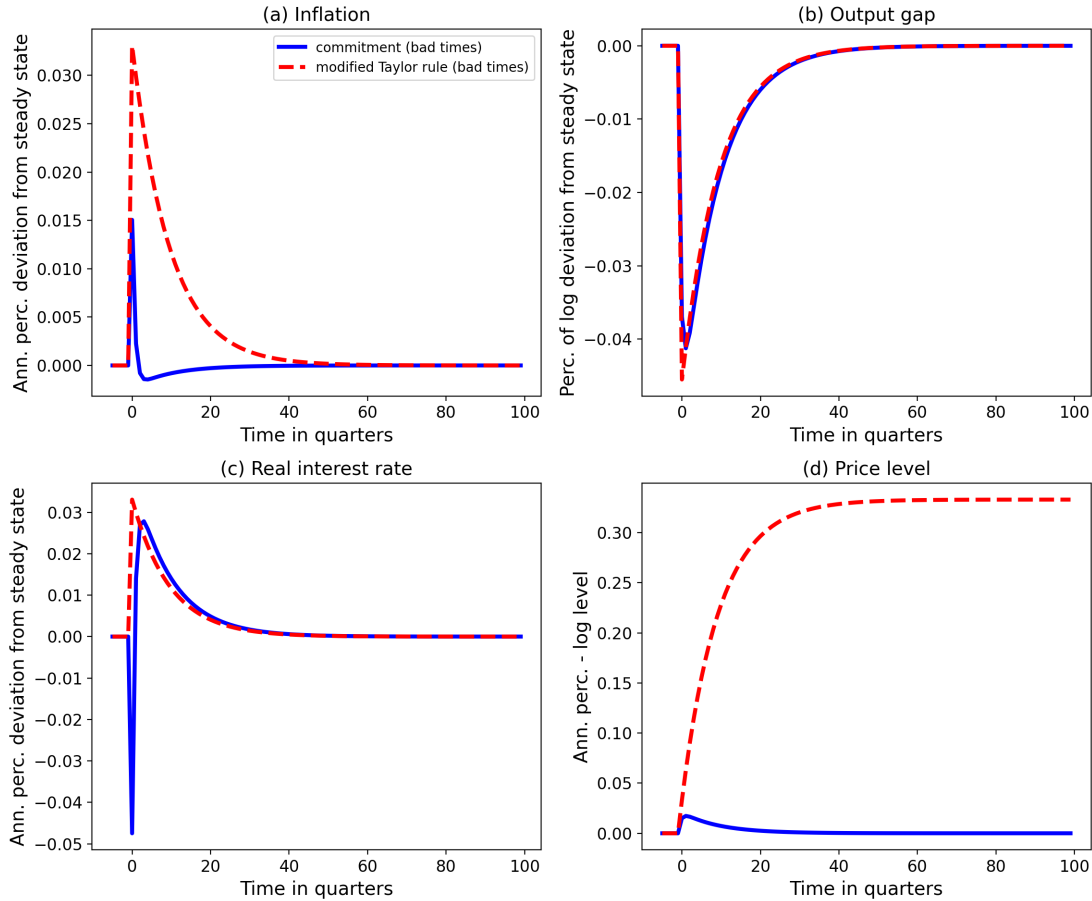 (a) Inflation
Ann. perc. deviation from steady state
0.030
0.025
0.020
0.015
0.010
0.005
0.000
commitment (bad times)
modified Taylor rule (bad times)
0 20 40 60 80 100
Time in quarters
(b) Output gap
Perc. of log deviation from steady state
0.00
−0.01
−0.02
−0.03
−0.04
0 20 40 60 80 100
Time in quarters
(c) Real interest rate
Ann. perc. deviation from steady state
0.03
0.02
0.01
0.00
−0.01
−0.02
−0.03
−0.04
−0.05
0 20 40 60 80 100
Time in quarters
(d) Price level
Ann. perc. - log level
0.30
0.25
0.20
0.15
0.10
0.05
0.00
0 20 40 60 80 100
Time in quarters